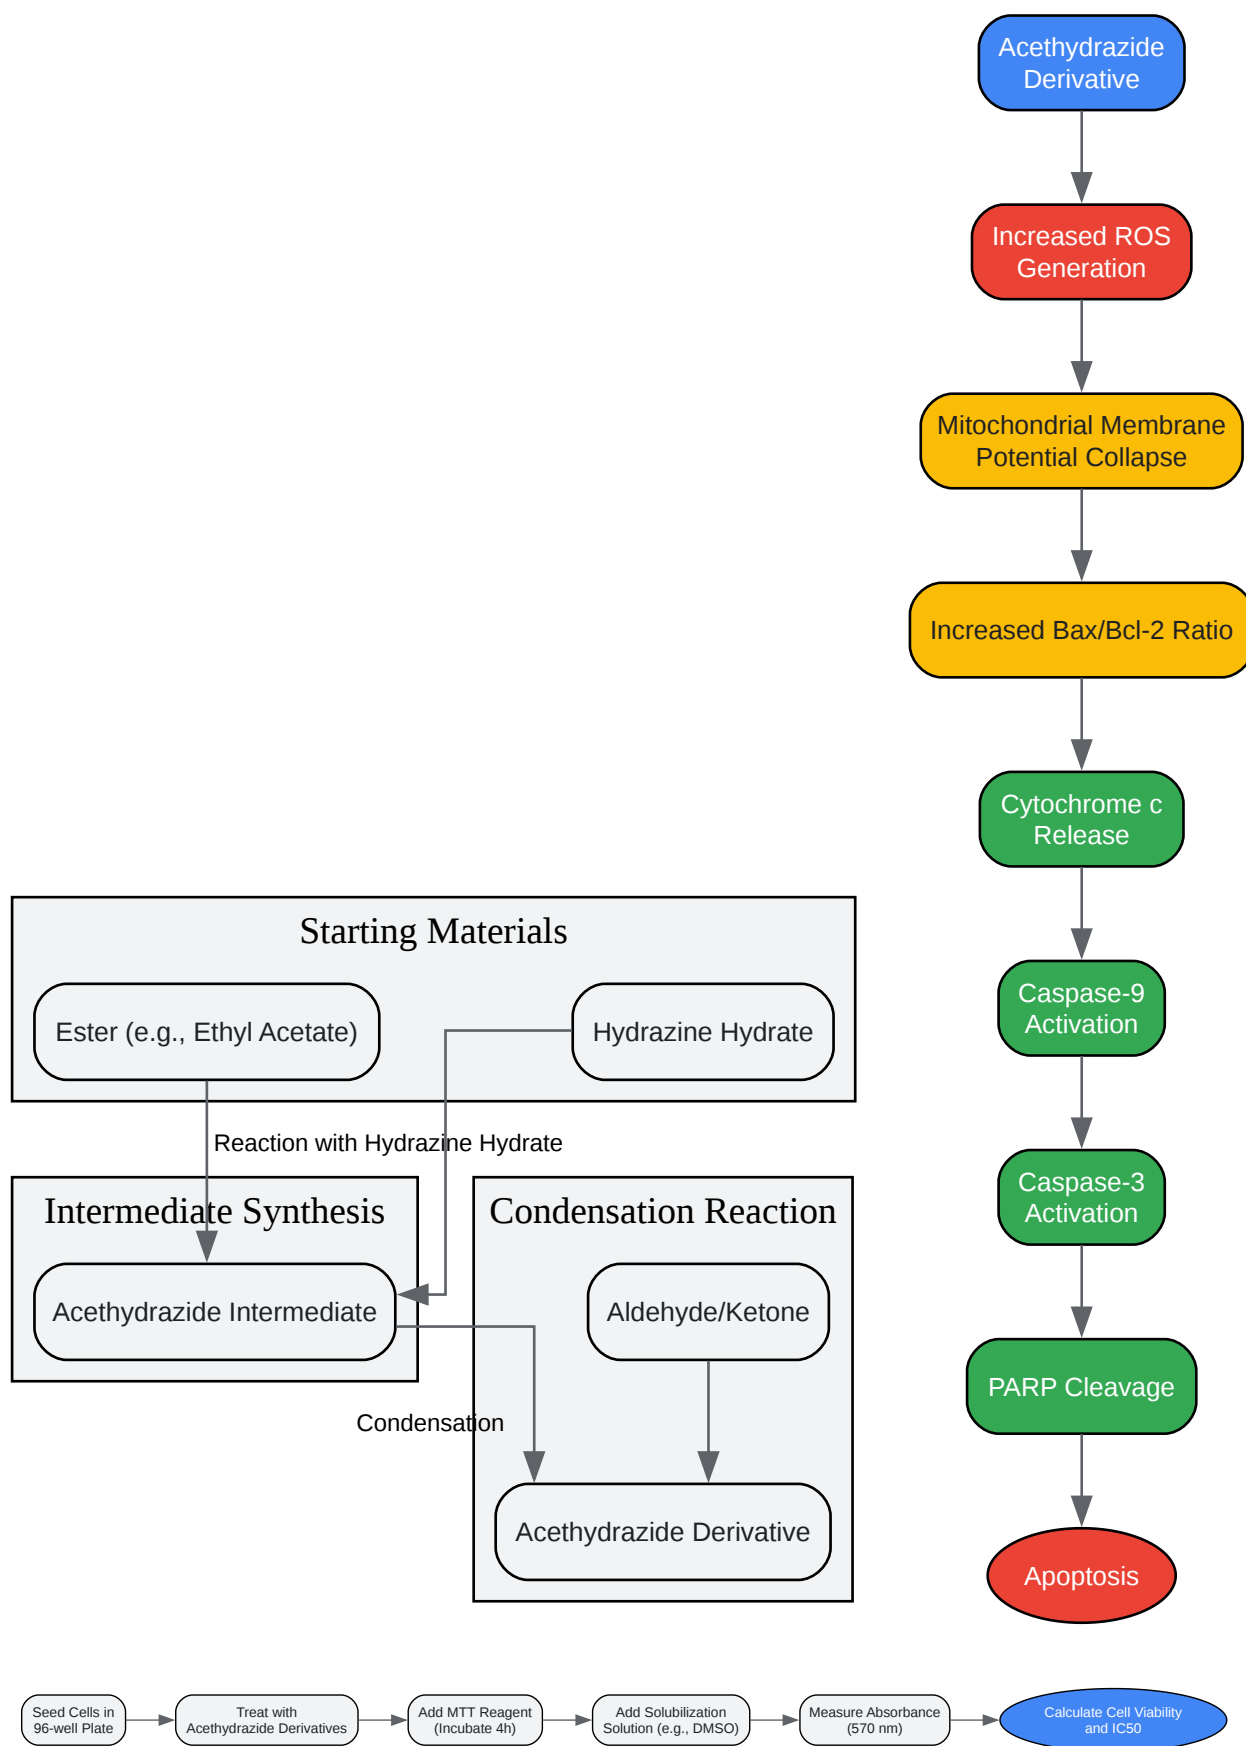 Acethydrazide
Derivative
Increased ROS
Generation
Mitochondrial Membrane
Potential Collapse
Increased Bax/Bcl-2 Ratio
Cytochrome c
Release
Caspase-9
Activation
Caspase-3
Activation
PARP Cleavage
Apoptosis
Starting Materials
Ester (e.g., Ethyl Acetate)
Hydrazine Hydrate
Reaction with Hydrazine Hydrate
Intermediate Synthesis
Acethydrazide Intermediate
Condensation Reaction
Aldehyde/Ketone
Condensation
Acethydrazide Derivative
Seed Cells in
96-well Plate
Treat with
Acethydrazide Derivatives
Add MTT Reagent
(Incubate 4h)
Add Solubilization
Solution (e.g., DMSO)
Measure Absorbance
(570 nm)
Calculate Cell Viability
and IC50